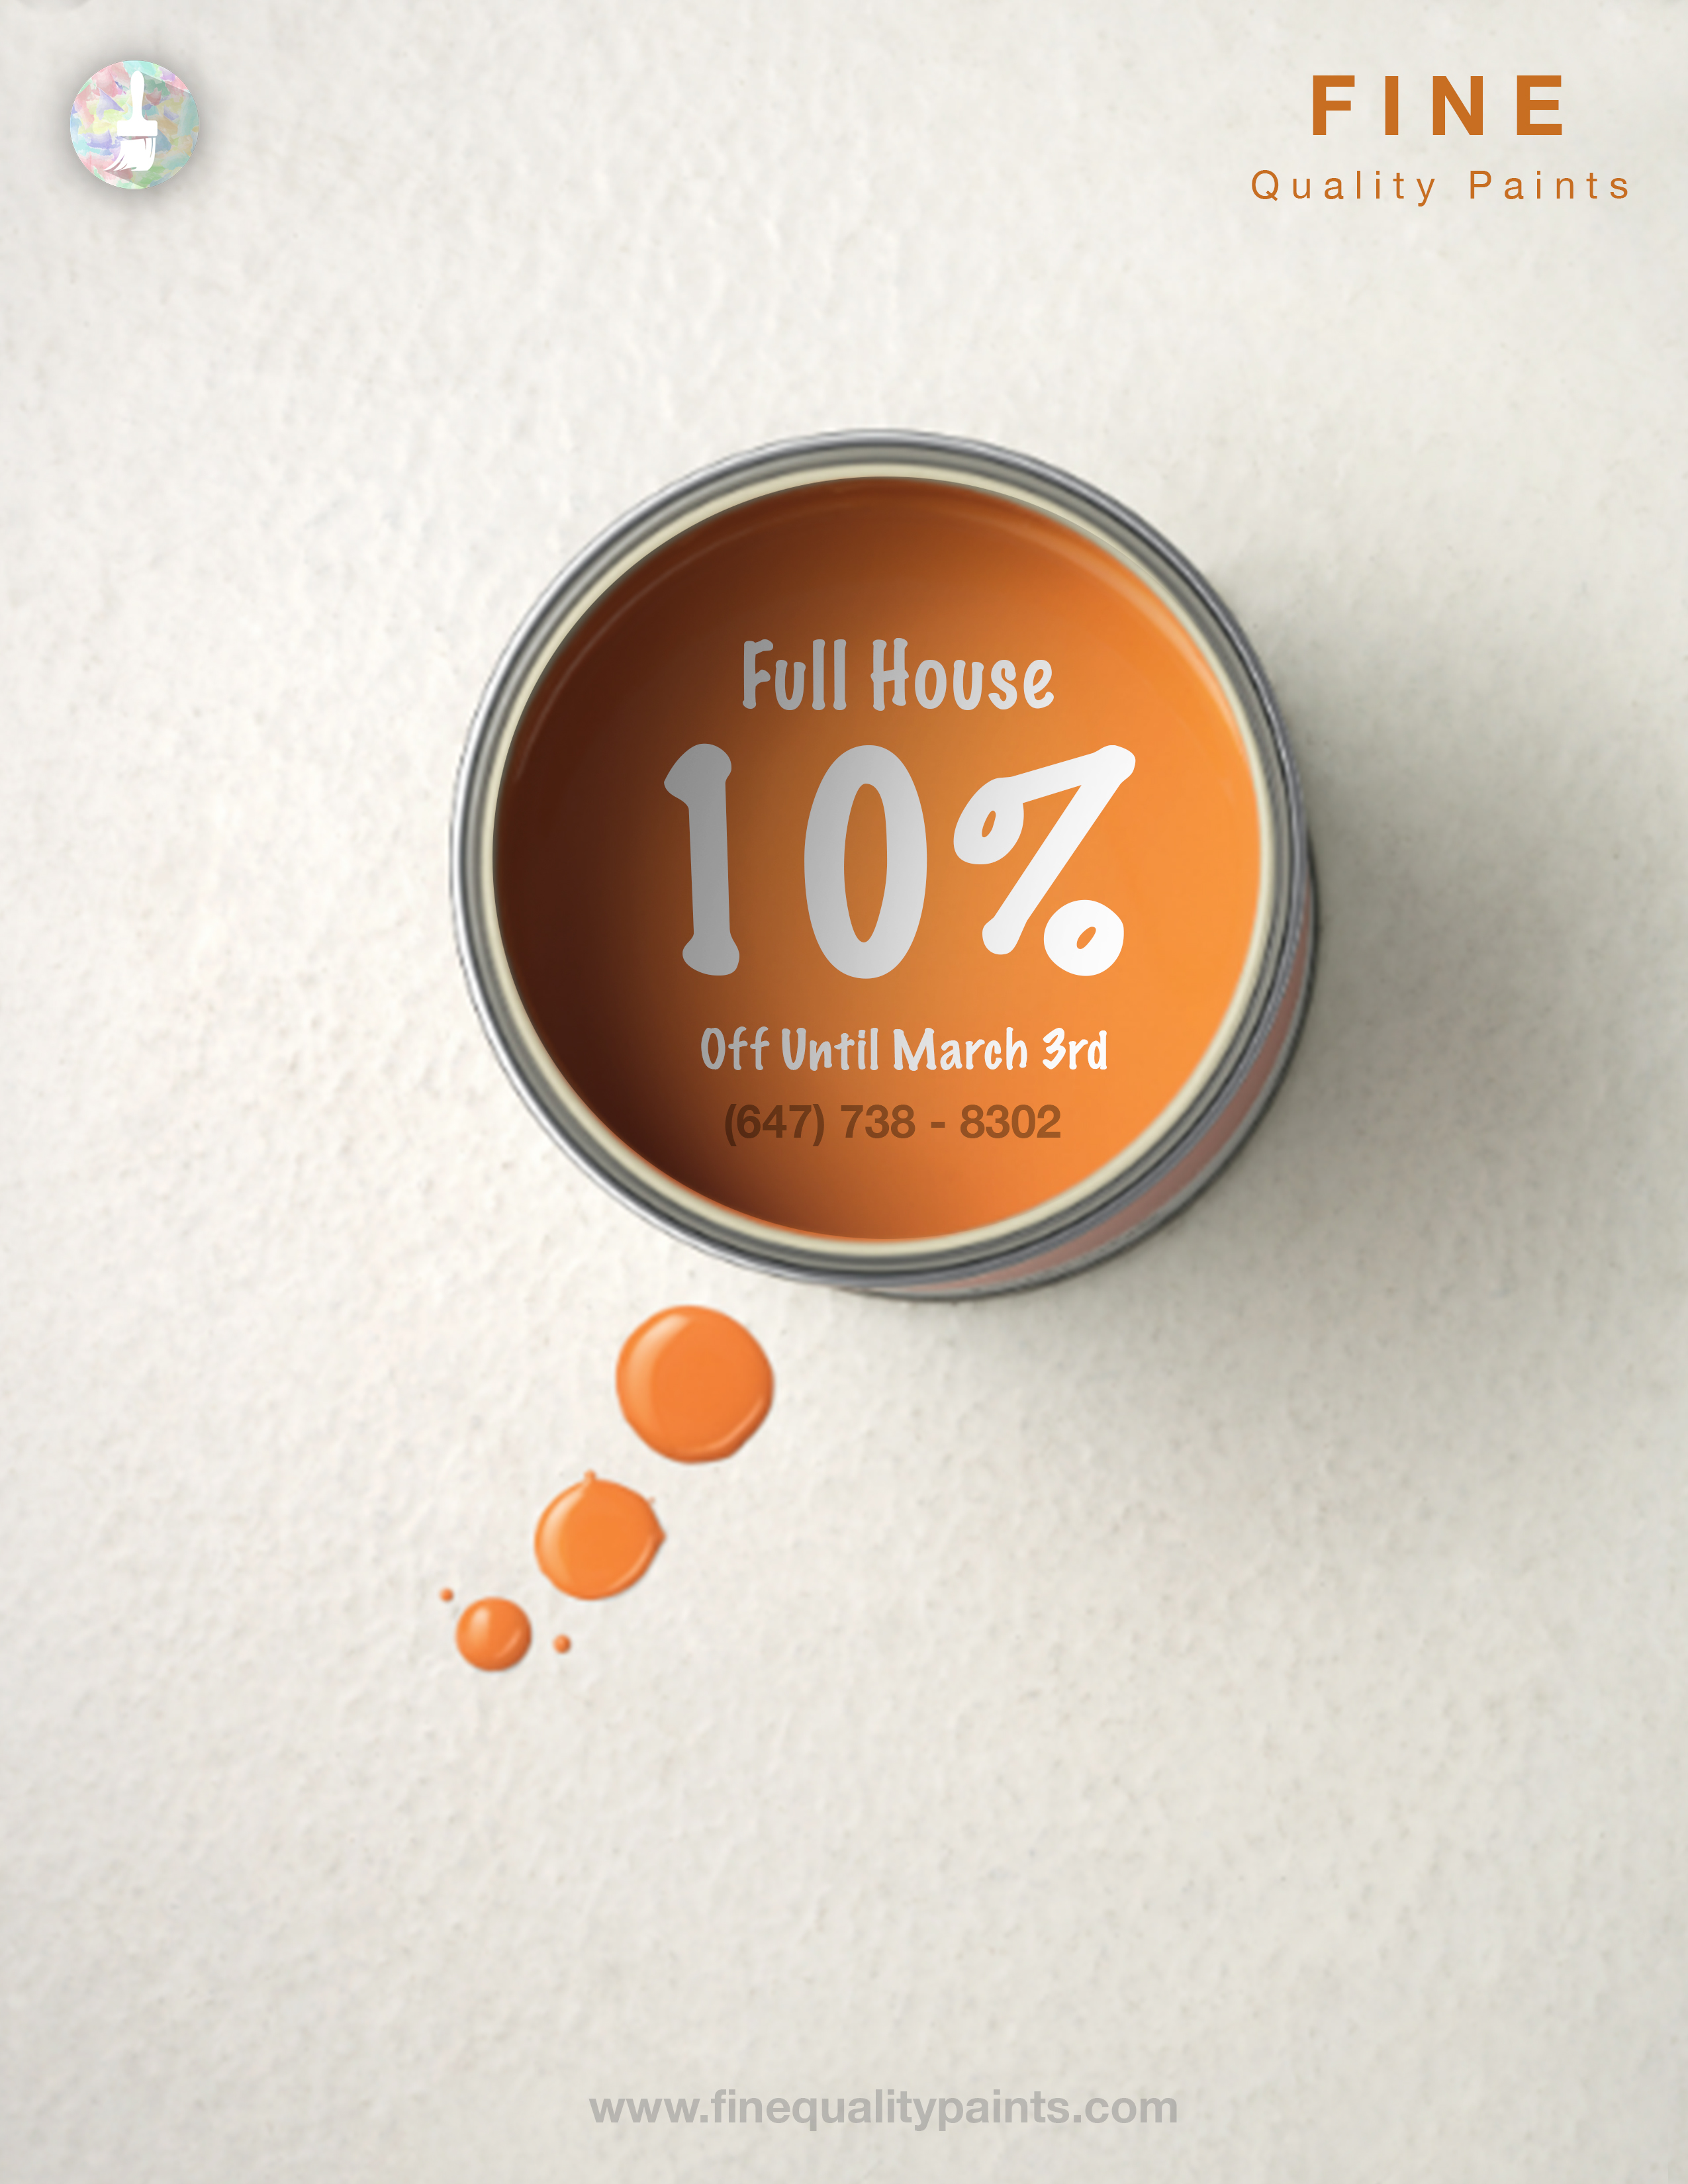 FINE
Quality Paints
Full House
10%
Off Until March 3rd
(647) 738 - 8302
www.finequalitypaints.com